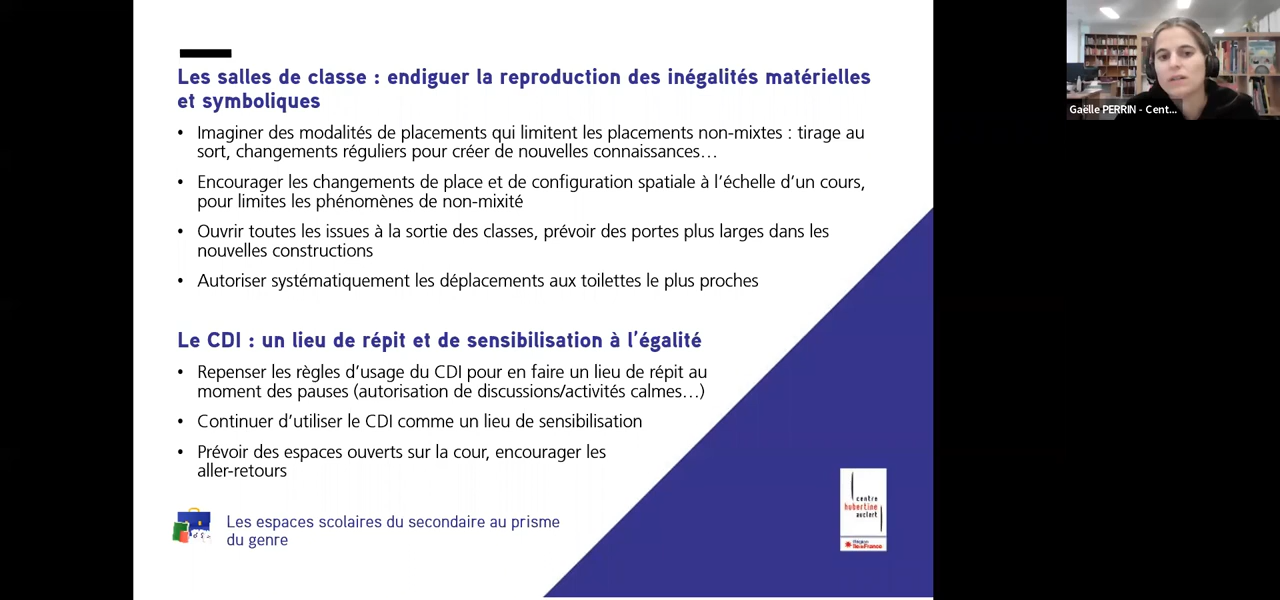 Les salles de classe : endiguer la reproduction des inégalités matérielles
et symboliques
• Imaginer des modalités de placements qui limitent les placements non-mixtes : tirage au
sort, changements réguliers pour créer de nouvelles connaissances…
• Encourager les changements de place et de configuration spatiale à l’échelle d’un cours,
pour limites les phénomènes de non-mixité
• Ouvrir toutes les issues à la sortie des classes, prévoir des portes plus larges dans les
nouvelles constructions
• Autoriser systématiquement les déplacements aux toilettes le plus proches
Le CDI : un lieu de répit et de sensibilisation à l’égalité
• Repenser les règles d’usage du CDI pour en faire un lieu de répit au
moment des pauses (autorisation de discussions/activités calmes…)
• Continuer d’utiliser le CDI comme un lieu de sensibilisation
• Prévoir des espaces ouverts sur la cour, encourager les
aller-retours
Les espaces scolaires du secondaire au prisme
du genre
centre
hubertine
auclert
îledeFrance
Gaëlle PERRIN - Cent...